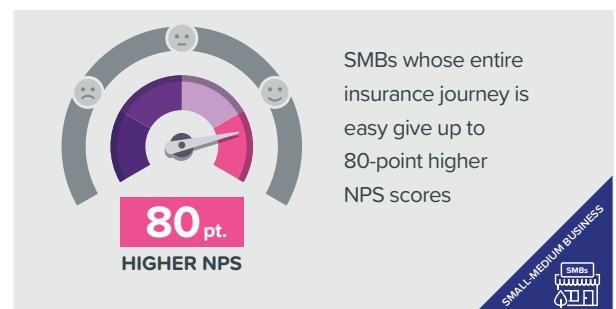 SMBs whose entire
insurance journey is
easy give up to
80-point higher
NPS scores
80 pt.
HIGHER NPS
SMALL-MEDIUM BUSINESS
SMBs